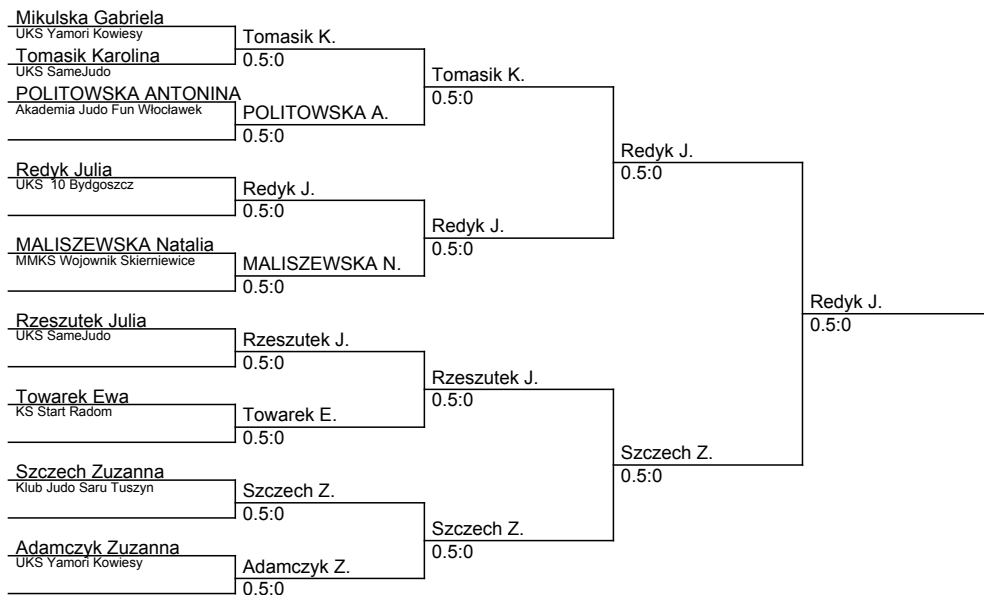 Mikulska Gabriela
UKS Yamori Kowiesy
Tomasik Karolina
UKS SameJudo
POLITOWSKA ANTONINA
Akademia Judo Fun Włocławek
Redyk Julia
UKS  10 Bydgoszcz
MALISZEWSKA Natalia
MMKS Wojownik Skierniewice
Rzeszutek Julia
UKS SameJudo
Towarek Ewa
KS Start Radom
Szczech Zuzanna
Klub Judo Saru Tuszyn
Adamczyk Zuzanna
UKS Yamori Kowiesy
Tomasik K.
0.5:0
POLITOWSKA A.
0.5:0
Redyk J.
0.5:0
MALISZEWSKA N.
0.5:0
Rzeszutek J.
0.5:0
Towarek E.
0.5:0
Szczech Z.
0.5:0
Adamczyk Z.
0.5:0
Tomasik K.
0.5:0
Redyk J.
0.5:0
Rzeszutek J.
0.5:0
Szczech Z.
0.5:0
Redyk J.
0.5:0
Szczech Z.
0.5:0
Redyk J.
0.5:0